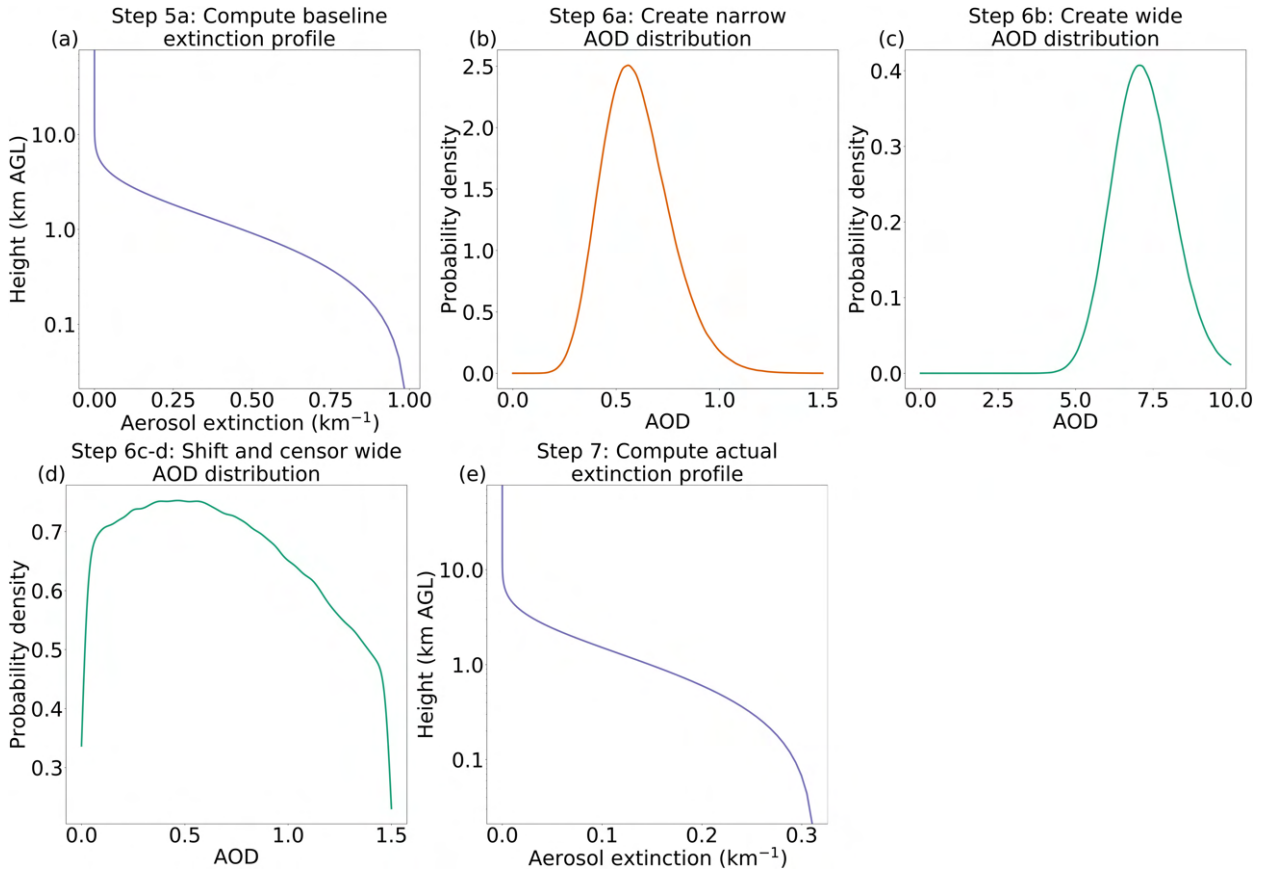 Step 5a: Compute baseline
(a) extinction profile
Height (km AGL)
10.0
1.0
0.1
0.00 0.25 0.50 0.75 1.00
Aerosol extinction (km⁻¹)
Step 6a: Create narrow
(b) AOD distribution
Probability density
2.5
2.0
1.5
1.0
0.5
0.0
0.0 0.5 1.0 1.5
AOD
Step 6b: Create wide
(c) AOD distribution
Probability density
0.4
0.3
0.2
0.1
0.0
0.0 2.5 5.0 7.5 10.0
AOD
Step 6c-d: Shift and censor wide
(d) AOD distribution
Probability density
0.7
0.6
0.5
0.4
0.3
0.0 0.5 1.0 1.5
AOD
Step 7: Compute actual
(e) extinction profile
Height (km AGL)
10.0
1.0
0.1
0.0 0.1 0.2 0.3
Aerosol extinction (km⁻¹)